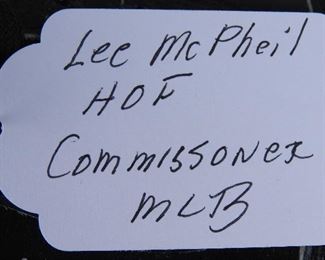 Lee McPheil
HOF
Commissoner
MLB